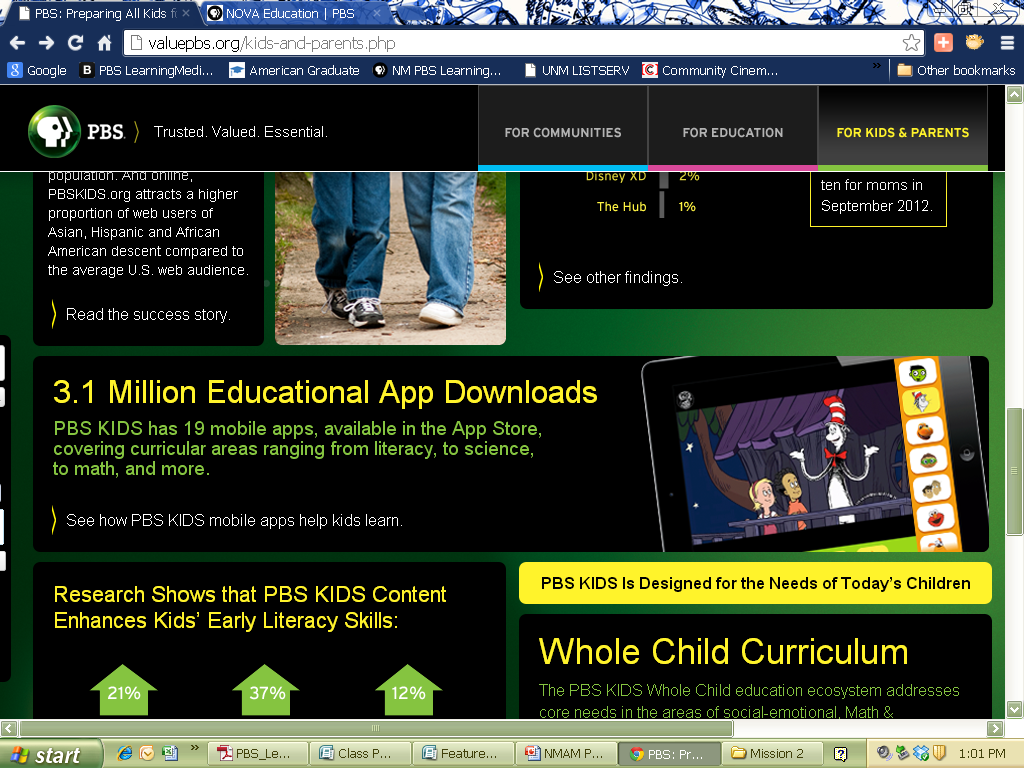 PBS: Preparing All Kids f
NOVA Education | PBS
valuepbs.org/kids-and-parents.php
Google
PBS LearningMedi...
American Graduate
NM PBS Learning...
UNM LISTSERV
Community Cinem...
»
Other bookmarks
PBS.
Trusted. Valued. Essential.
FOR COMMUNITIES
FOR EDUCATION
FOR KIDS & PARENTS
population. And online,
PBSKIDS.org attracts a higher
proportion of web users of
Asian, Hispanic and African
American descent compared to
the average U.S. web audience.
Read the success story.
Disney XD 2%
The Hub 1%
ten for moms in
September 2012.
See other findings.
3.1 Million Educational App Downloads
PBS KIDS has 19 mobile apps, available in the App Store,
covering curricular areas ranging from literacy, to science,
to math, and more.
See how PBS KIDS mobile apps help kids learn.
Research Shows that PBS KIDS Content
Enhances Kids’ Early Literacy Skills:
21% 37% 12%
PBS KIDS Is Designed for the Needs of Today’s Children
Whole Child Curriculum
The PBS KIDS Whole Child education ecosystem addresses
core needs in the areas of social-emotional, Math &
start
»
PBS_Le...
Class P...
Feature...
NMAM P...
PBS: Pr...
Mission 2
1:01 PM